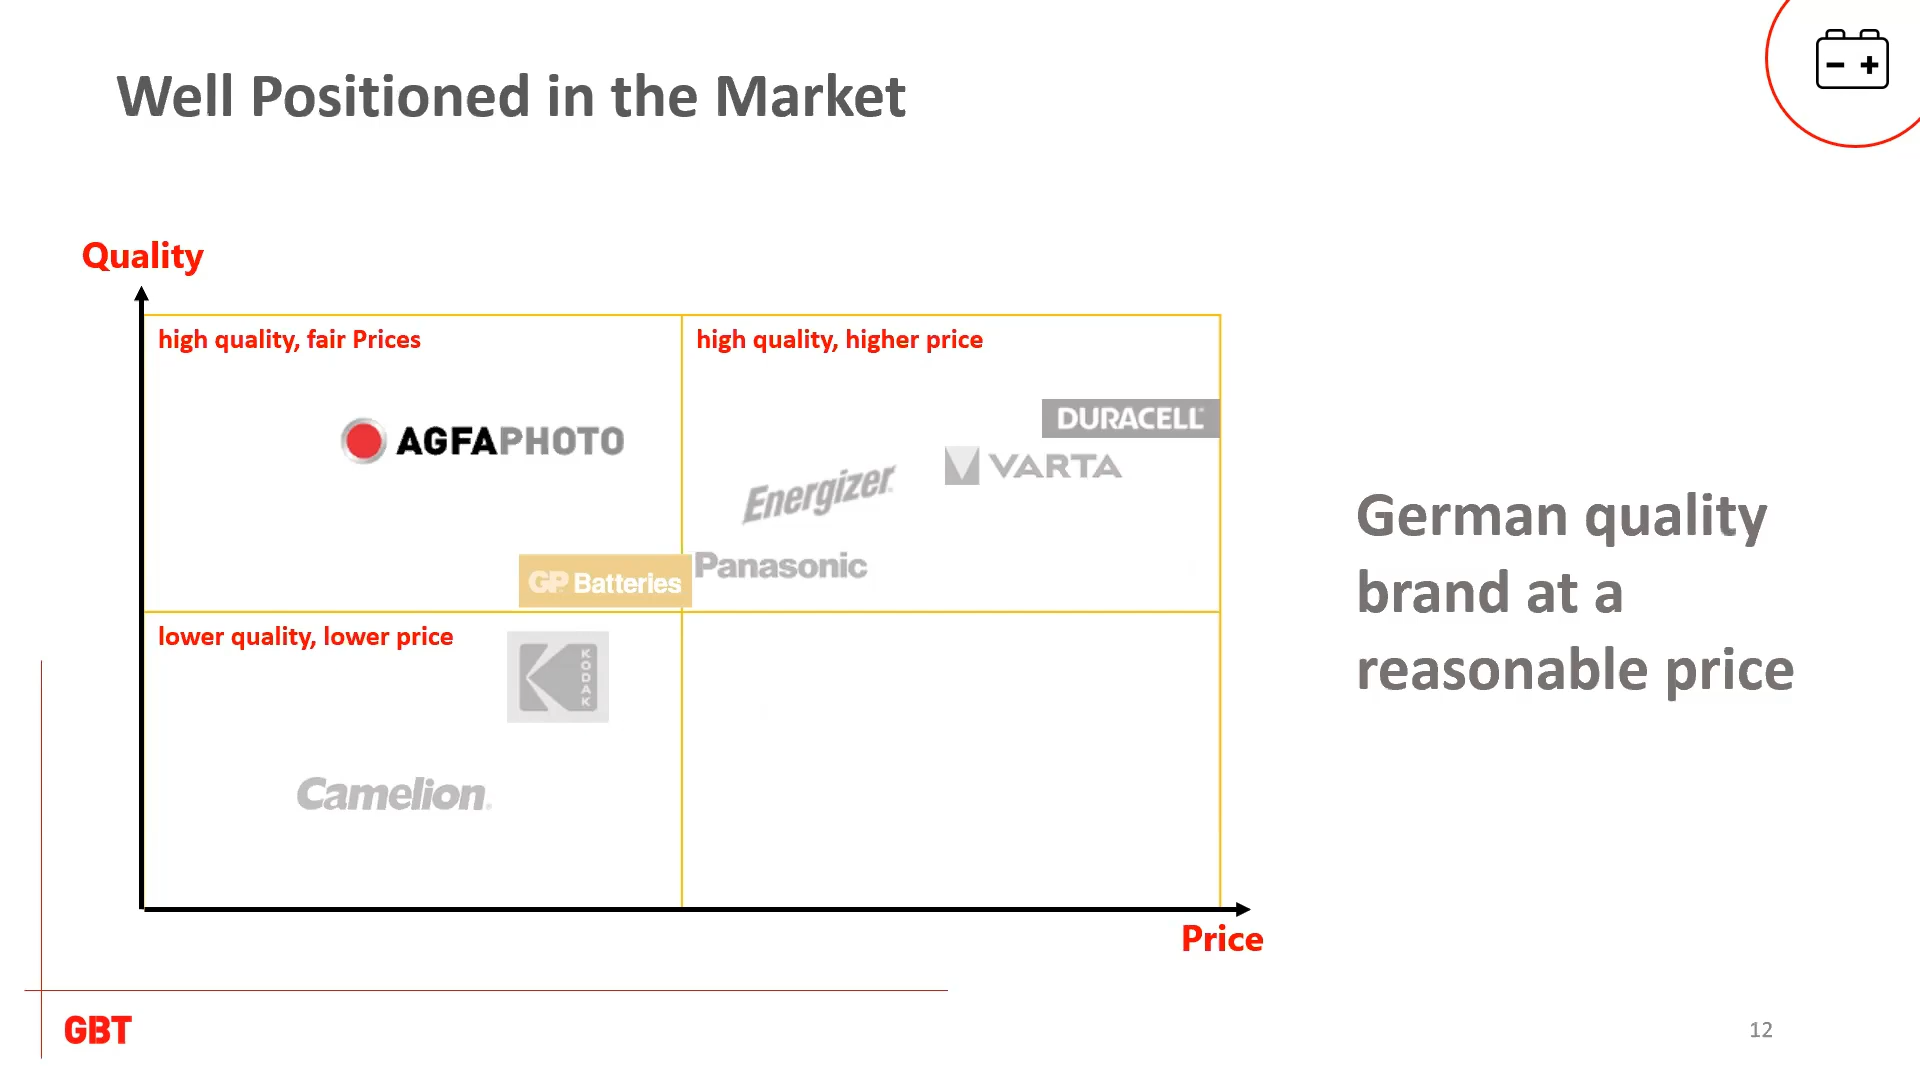 Well Positioned in the Market
Quality
high quality, fair Prices
high quality, higher price
AGFAPHOTO
DURACELL
VARTA
Energizer
Panasonic
GP Batteries
lower quality, lower price
KODAK
Camelion
German quality
brand at a
reasonable price
Price
GBT
12